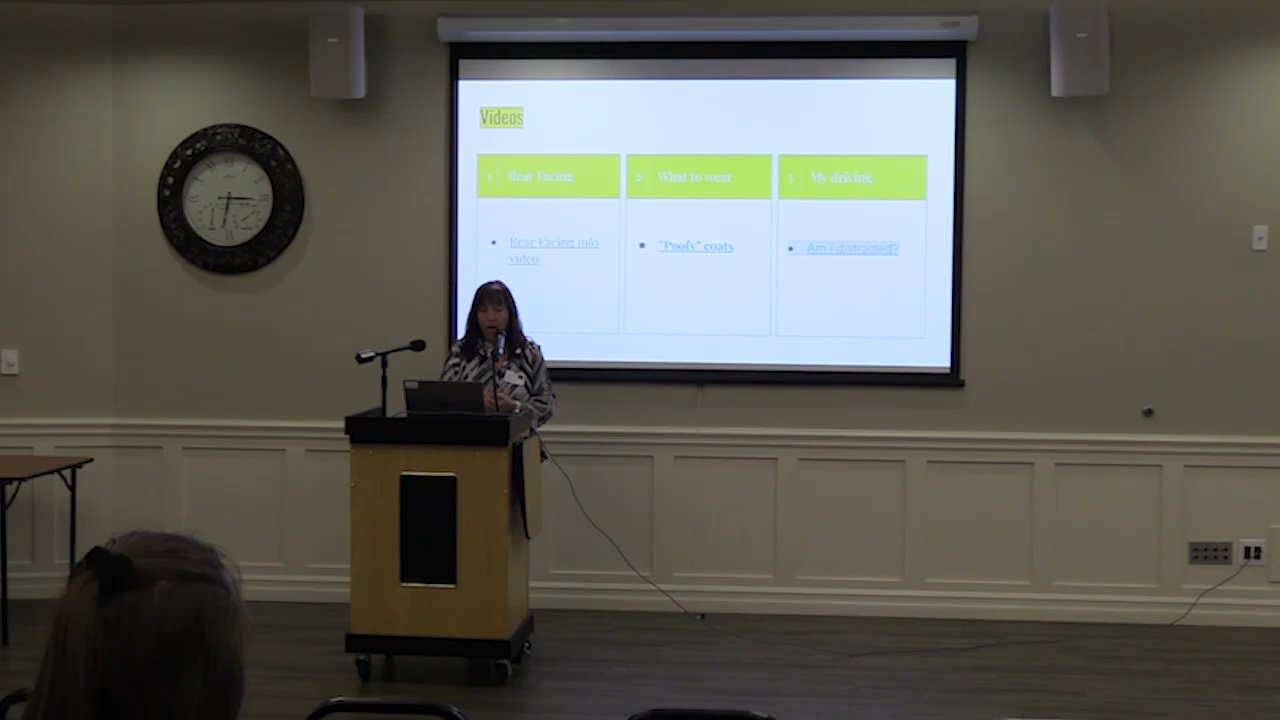 Videos
1 Rear Facing
2 What to wear
3 My driving
• Rear Facing info
video
• "Poofy" coats
• Am I distracted?